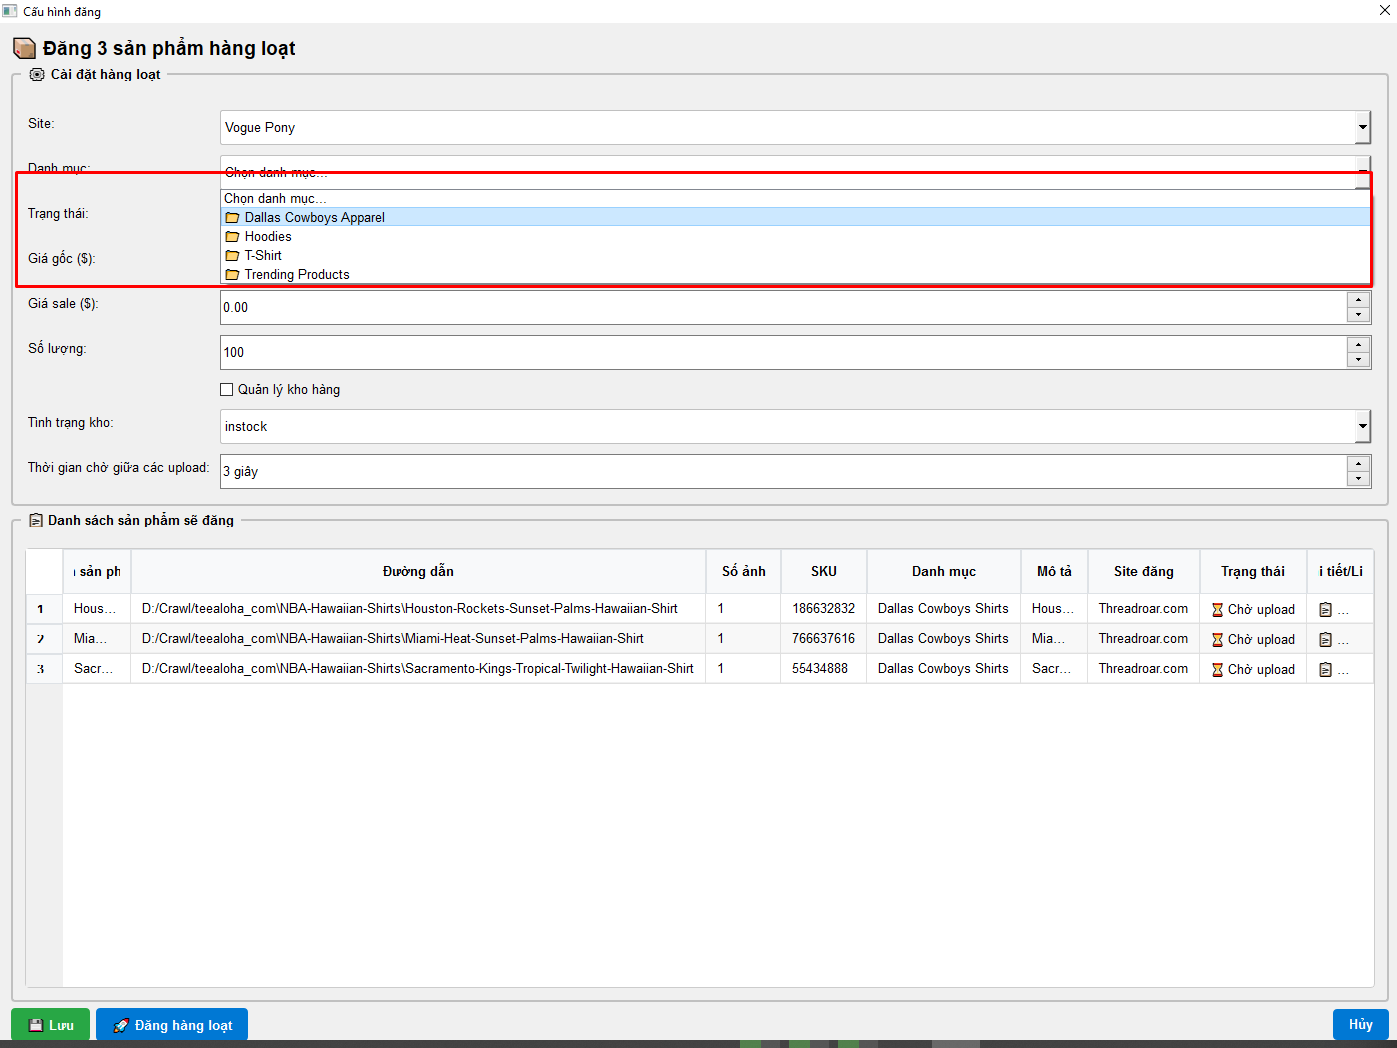 Cấu hình đăng
Đăng 3 sản phẩm hàng loạt
Cài đặt hàng loạt
Site:
Vogue Pony
Danh mục:
Chọn danh mục...
Chọn danh mục...
Trạng thái:
Dallas Cowboys Apparel
Hoodies
Giá gốc ($):
T-Shirt
Trending Products
Giá sale ($):
0.00
Số lượng:
100
Quản lý kho hàng
Tình trạng kho:
instock
Thời gian chờ giữa các upload:
3 giây
Danh sách sản phẩm sẽ đăng
sản ph Đường dẫn Số ảnh SKU Danh mục Mô tả Site đăng Trạng thái i tiết/Li
1 Hous... D:/Crawl/teealoha_com\NBA-Hawaiian-Shirts\Houston-Rockets-Sunset-Palms-Hawaiian-Shirt 1 186632832 Dallas Cowboys Shirts Hous... Threadroar.com Chờ upload ...
2 Mia... D:/Crawl/teealoha_com\NBA-Hawaiian-Shirts\Miami-Heat-Sunset-Palms-Hawaiian-Shirt 1 766637616 Dallas Cowboys Shirts Mia... Threadroar.com Chờ upload ...
3 Sacr... D:/Crawl/teealoha_com\NBA-Hawaiian-Shirts\Sacramento-Kings-Tropical-Twilight-Hawaiian-Shirt 1 55434888 Dallas Cowboys Shirts Sacr... Threadroar.com Chờ upload ...
Lưu
Đăng hàng loạt
Hủy